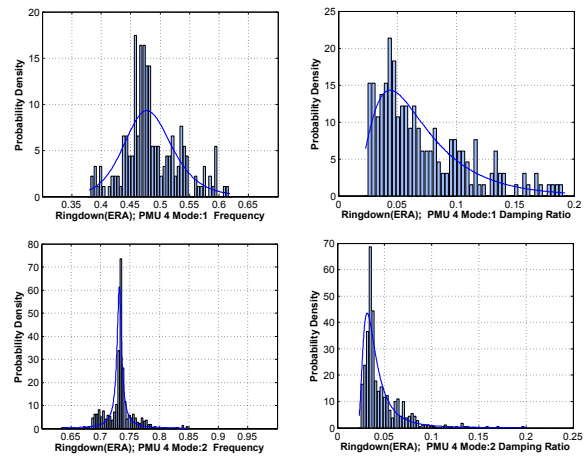 20
15
10
5
0
Probability Density
0.35 0.4 0.45 0.5 0.55 0.6 0.65
Ringdown(ERA); PMU 4 Mode:1 Frequency
25
20
15
10
5
0
Probability Density
0 0.05 0.1 0.15 0.2
Ringdown(ERA); PMU 4 Mode:1 Damping Ratio
80
70
60
50
40
30
20
10
0
Probability Density
0.65 0.7 0.75 0.8 0.85 0.9 0.95
Ringdown(ERA); PMU 4 Mode:2 Frequency
70
60
50
40
30
20
10
0
Probability Density
0 0.05 0.1 0.15 0.2 0.25
Ringdown(ERA); PMU 4 Mode:2 Damping Ratio